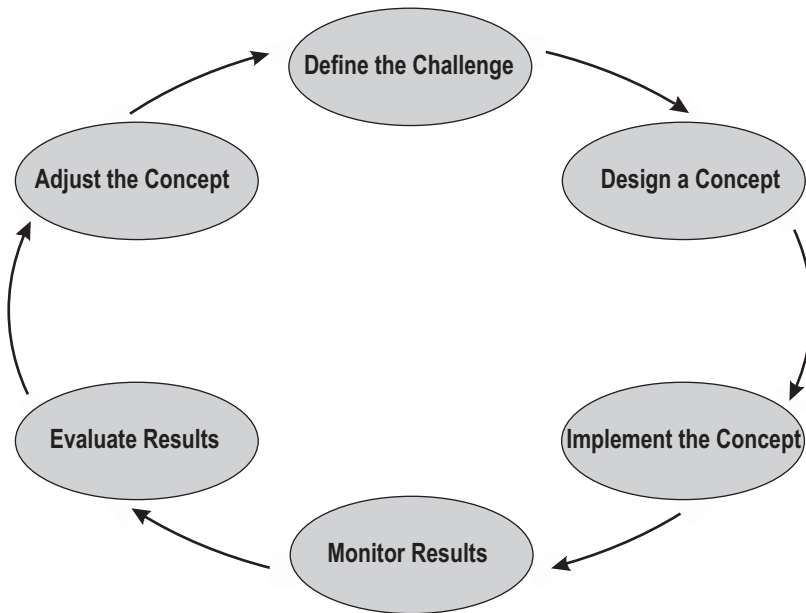 Define the Challenge
Design a Concept
Implement the Concept
Monitor Results
Evaluate Results
Adjust the Concept